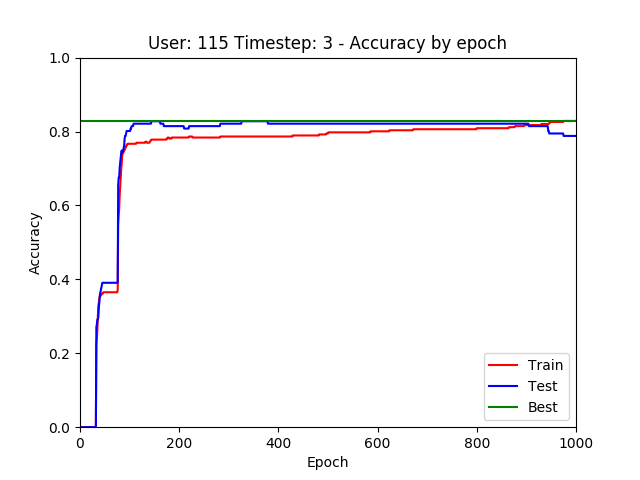 User: 115 Timestep: 3 - Accuracy by epoch
1.0
0.8
0.6
0.4
0.2
0.0
Accuracy
0 200 400 600 800 1000
Epoch
Train
Test
Best